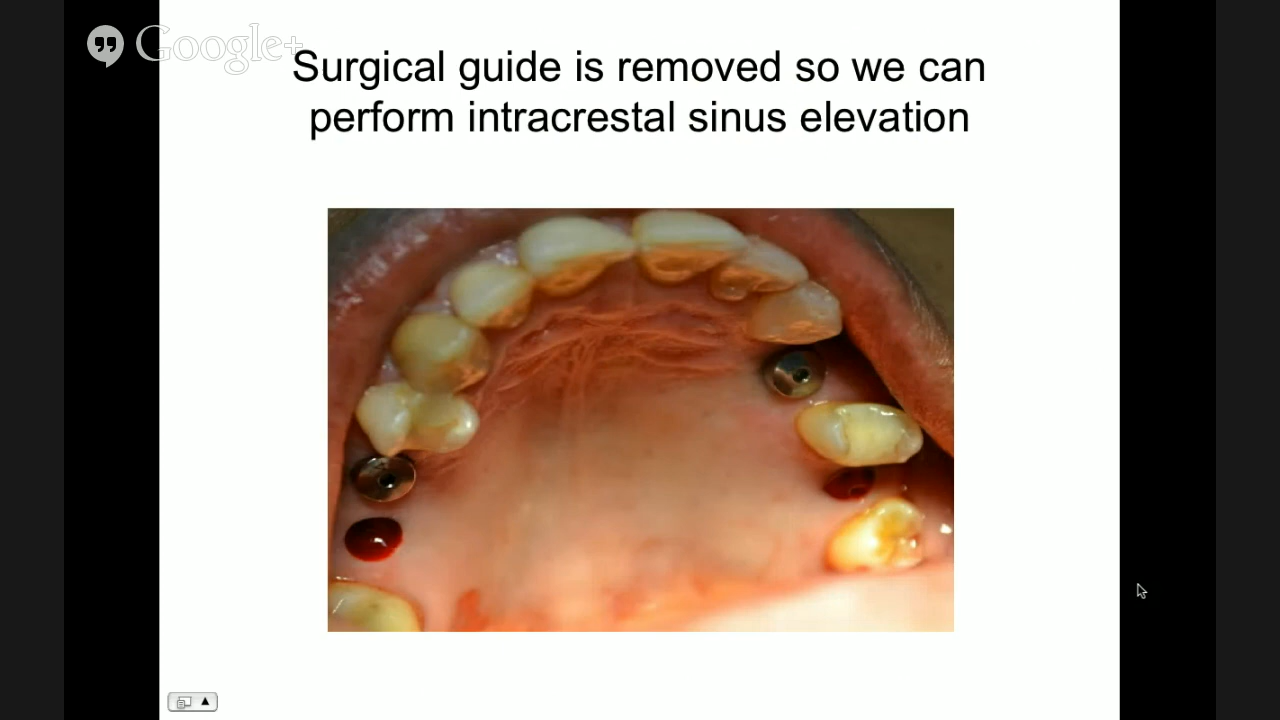 Google+
Surgical guide is removed so we can
perform intracrestal sinus elevation